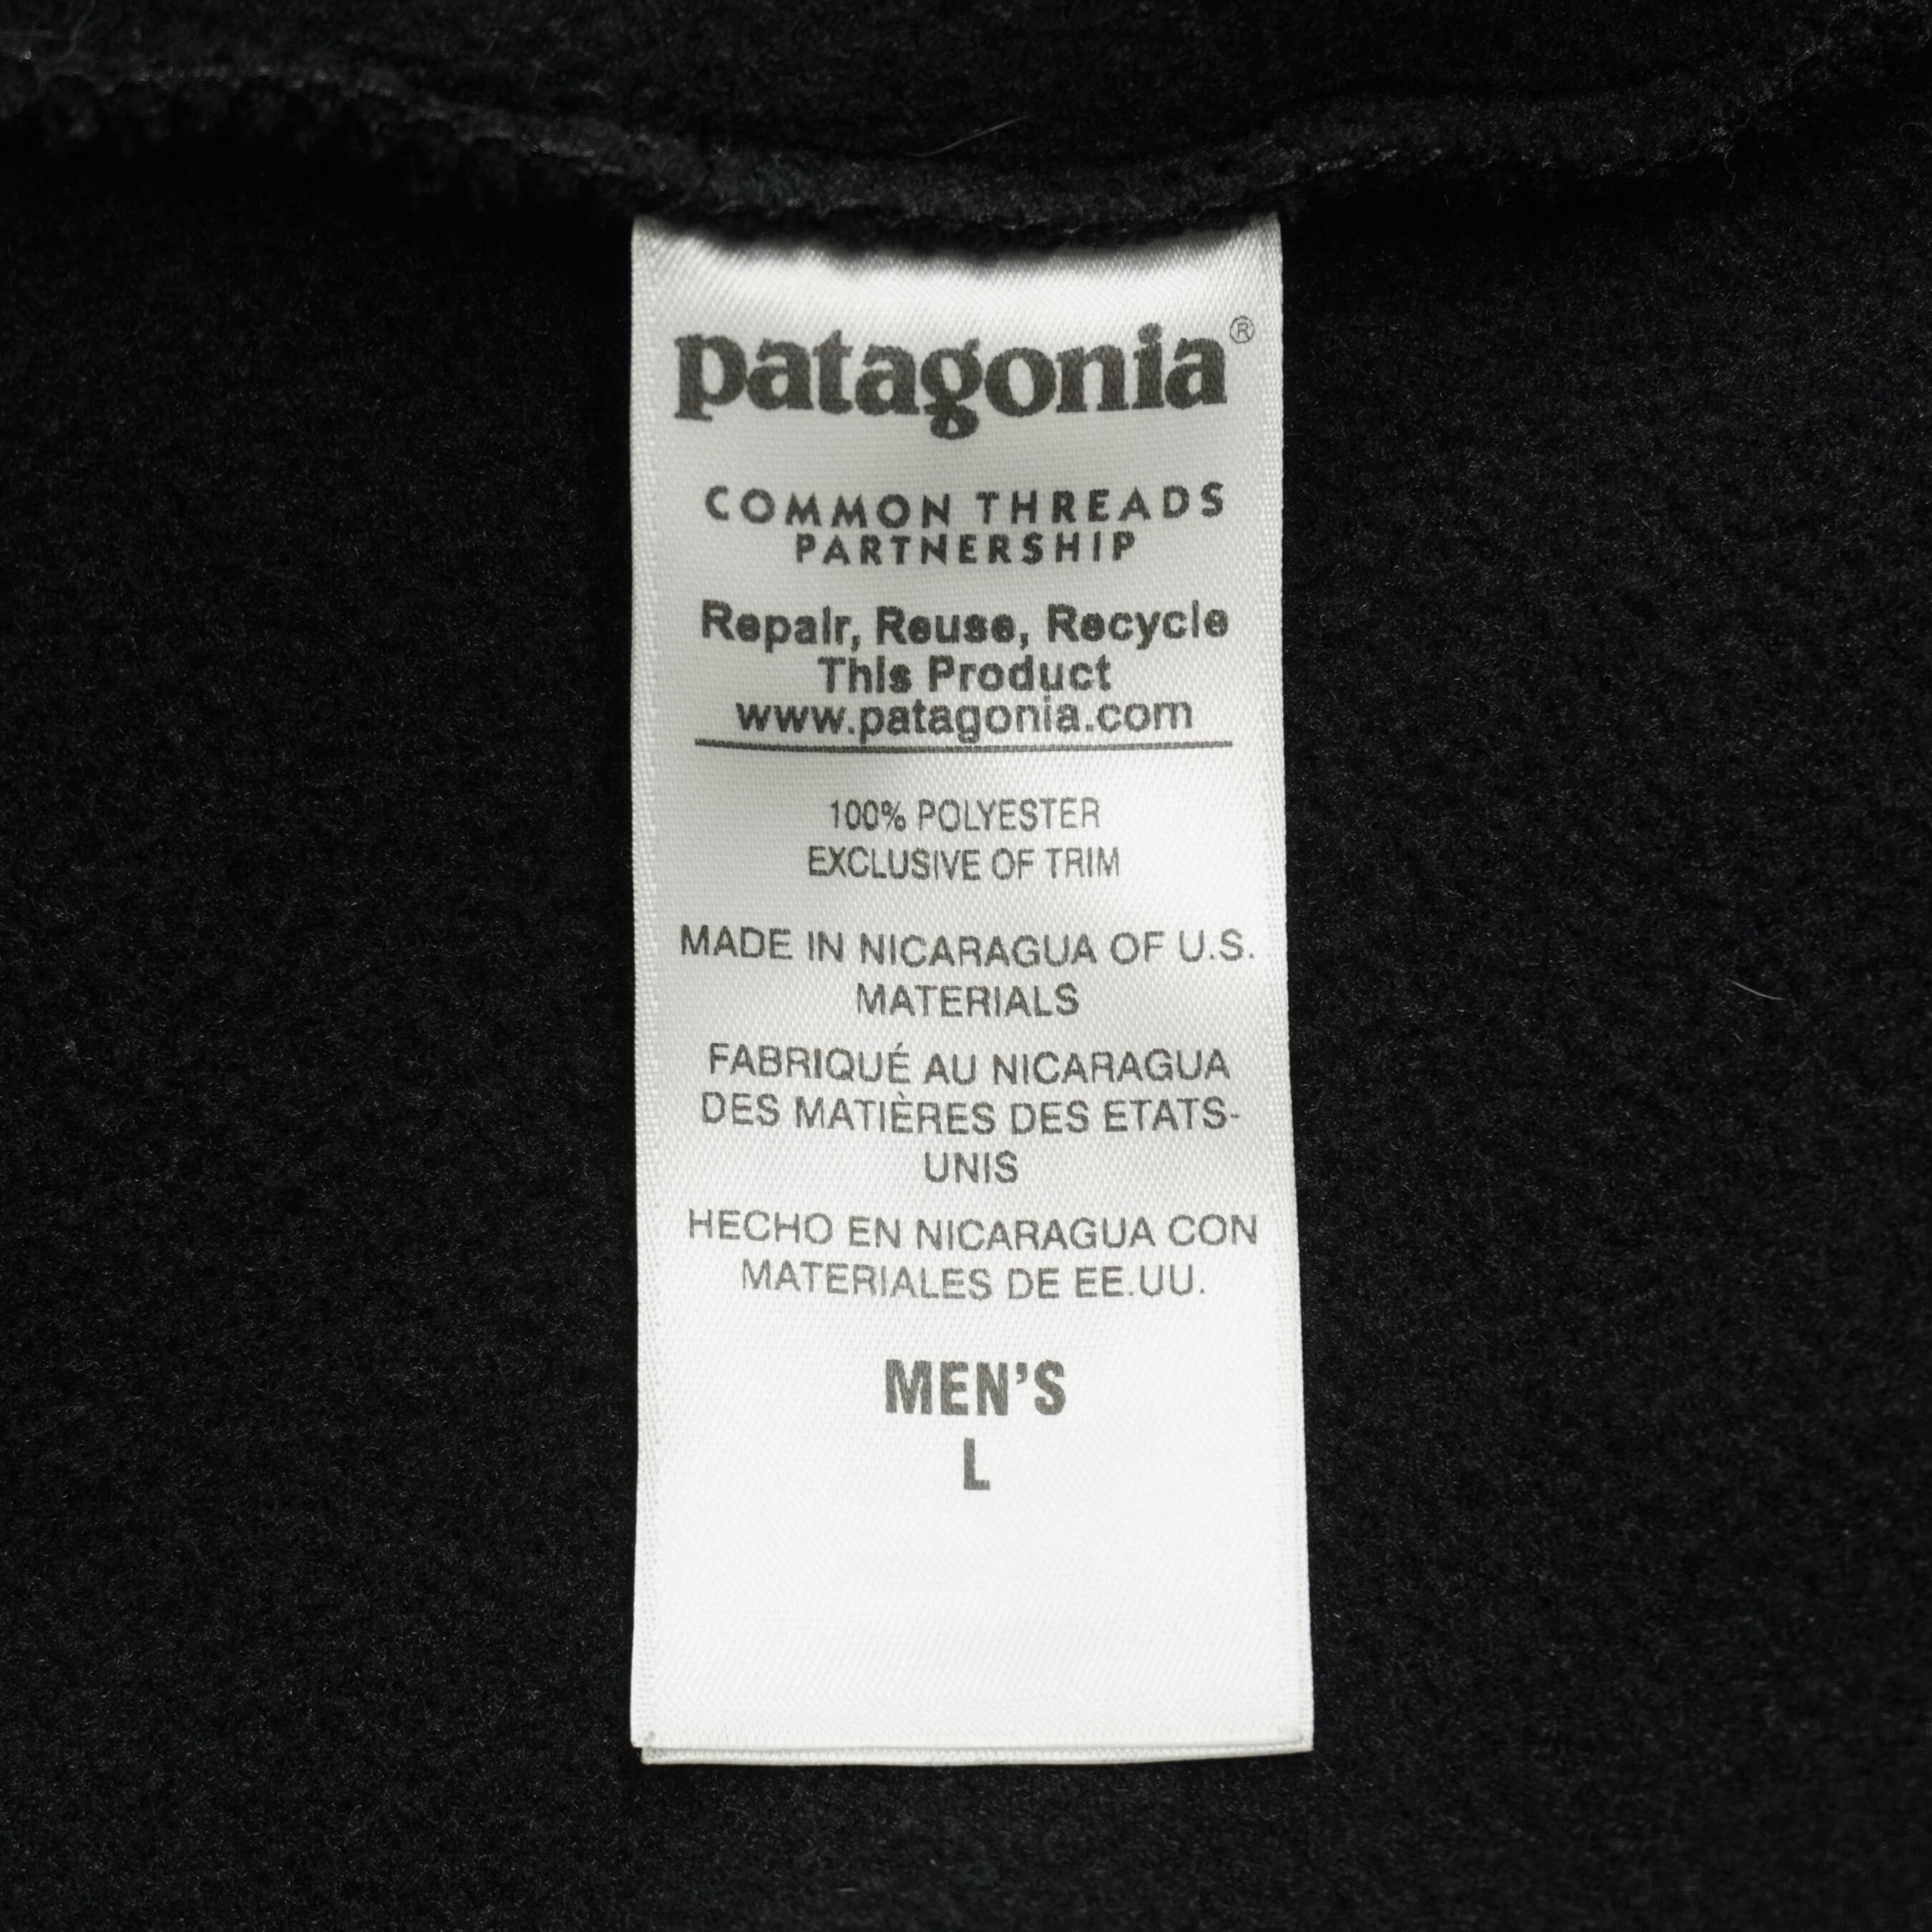 patagonia®
COMMON THREADS
PARTNERSHIP
Repair, Reuse, Recycle
This Product
www.patagonia.com
100% POLYESTER
EXCLUSIVE OF TRIM
MADE IN NICARAGUA OF U.S.
MATERIALS
FABRIQUÉ AU NICARAGUA
DES MATIÈRES DES ETATS-
UNIS
HECHO EN NICARAGUA CON
MATERIALES DE EE.UU.
MEN'S
L